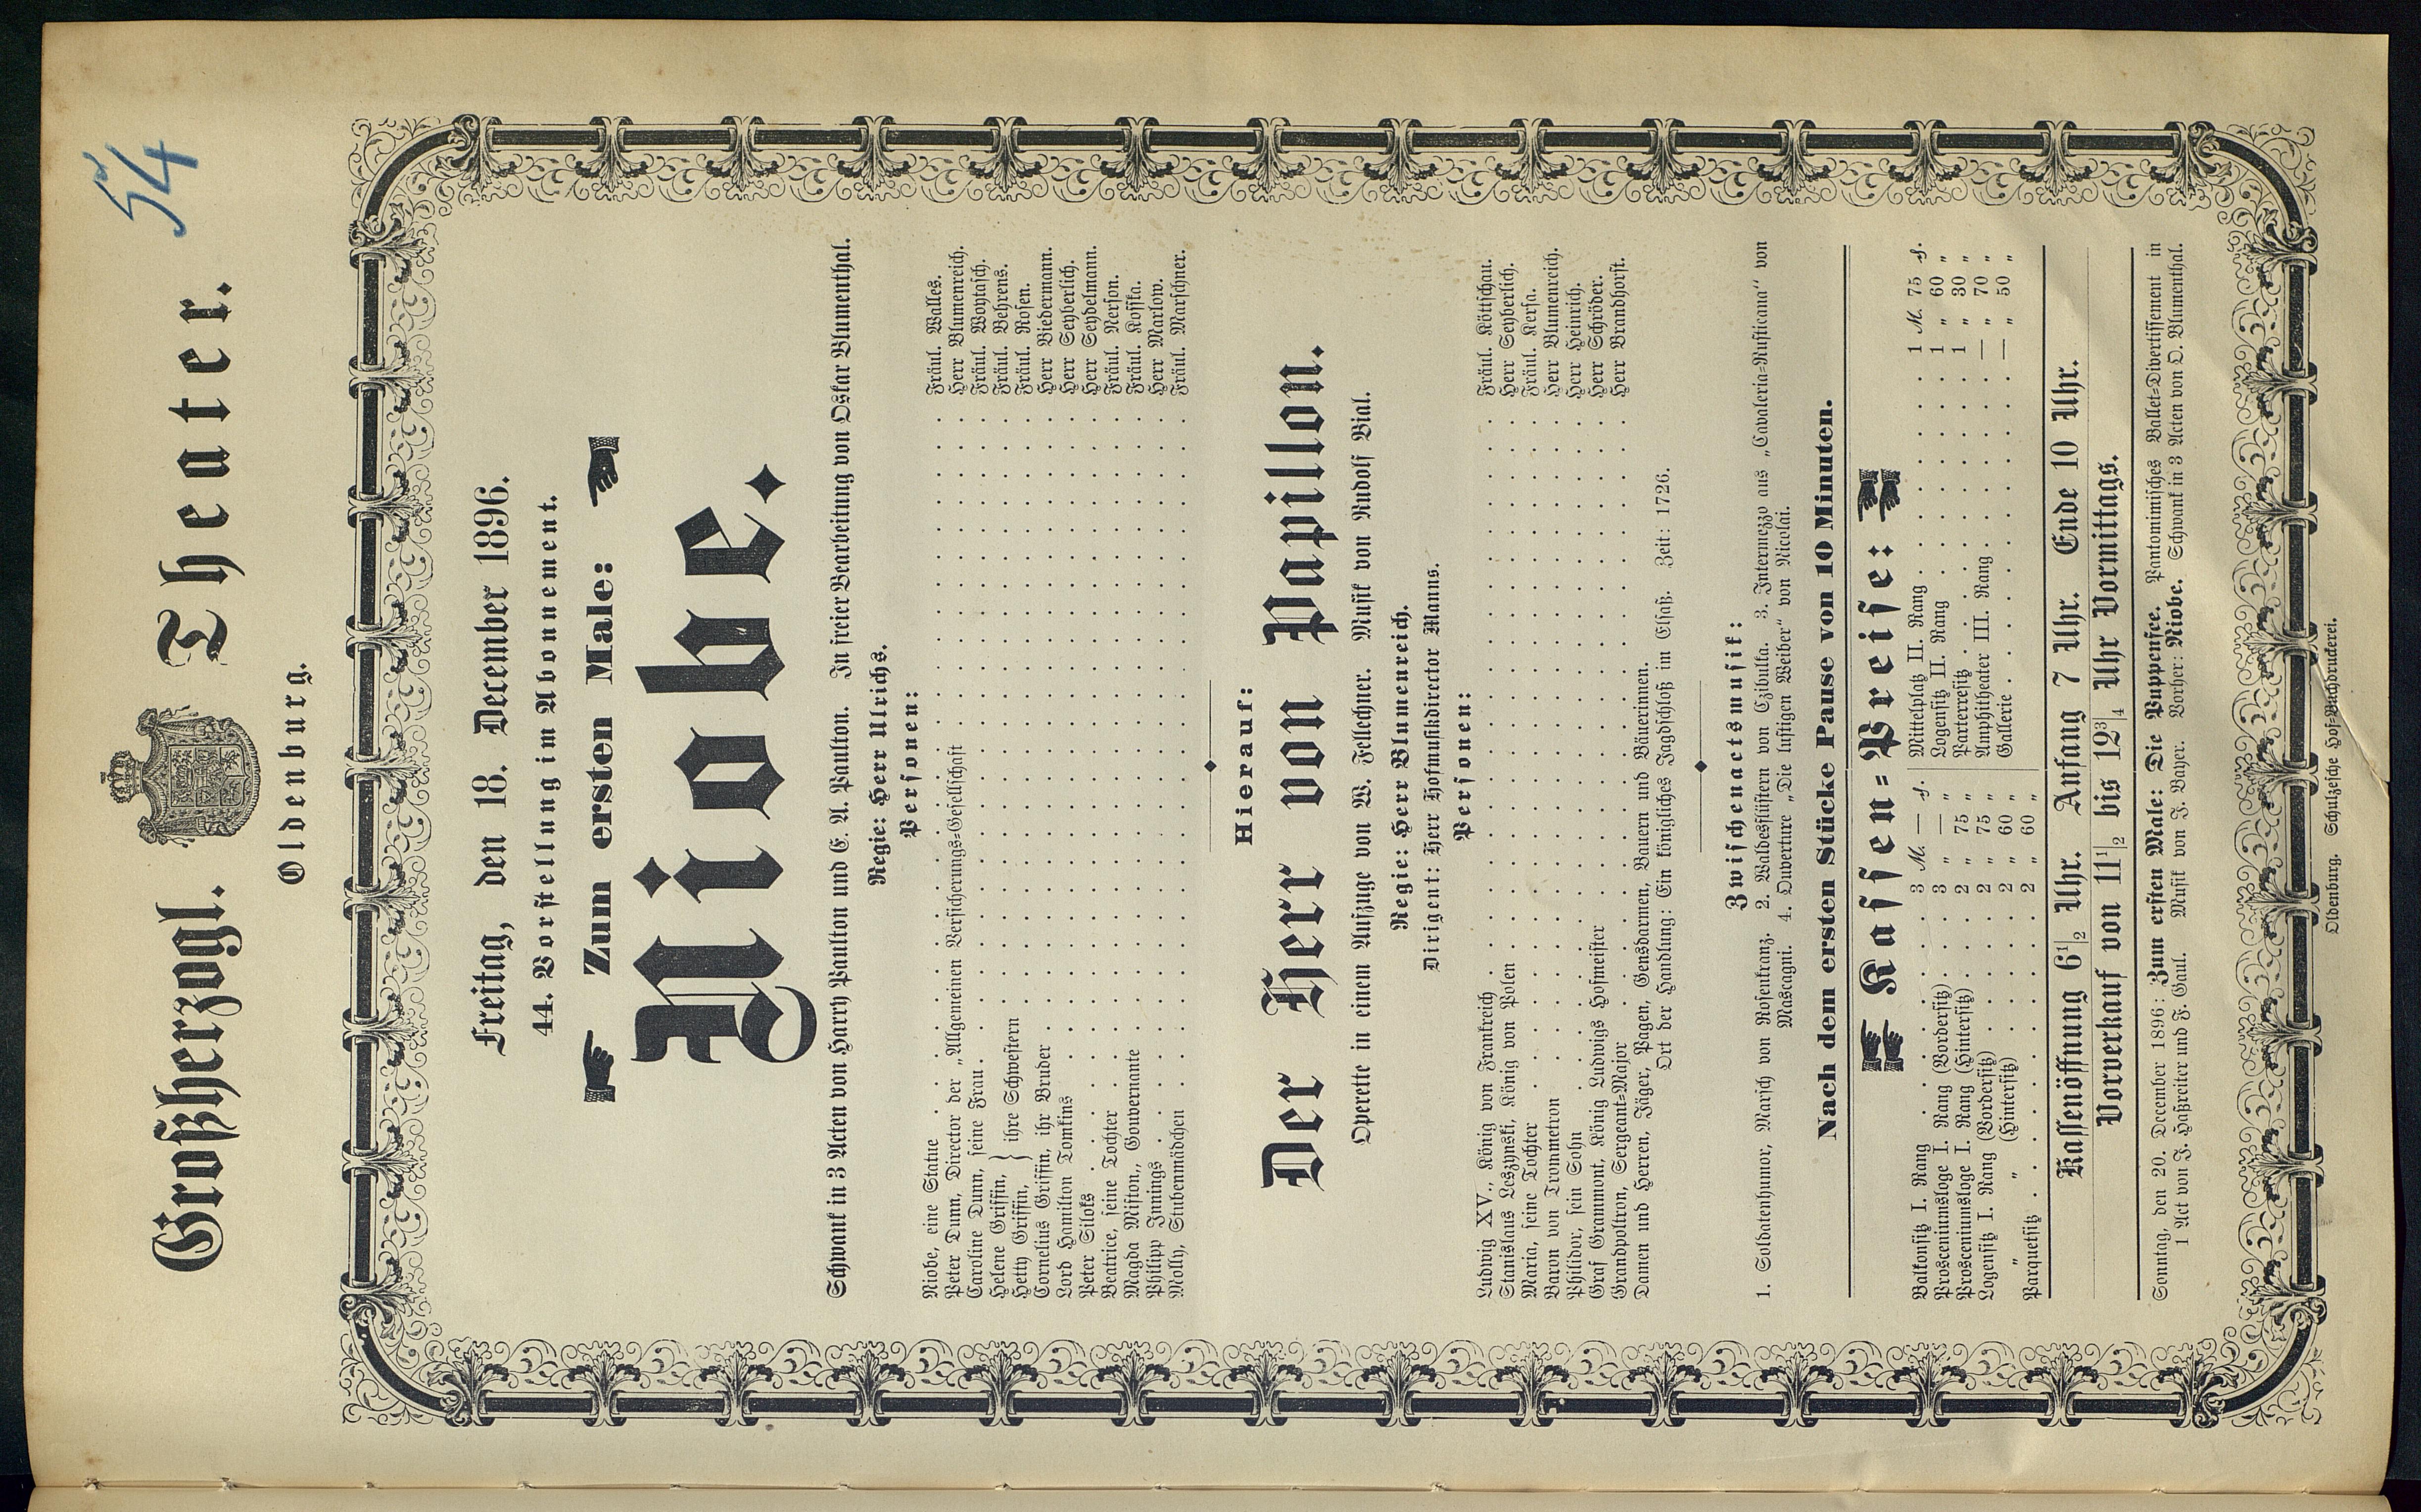 54
Großherzogl. Theater.
Oldenburg.
Freitag, den 18. December 1896.
44. Vorstellung im Abonnement.
Zum ersten Male:
Niobe.
Schwank in 3 Acten von Harry Paulton und E. A. Paulton. In freier Bearbeitung von Oskar Blumenthal.
Regie: Herr Ulrichs.
Personen:
Niobe, eine Statue . . . Fräul. Walles.
Peter Dunn, Director der „Allgemeinen Versicherungs-Gesellschaft . . . Herr Blumenreich.
Caroline Dunn, seine Frau . . . Fräul. Woytasch.
Helene Griffin, } ihre Schwestern . . . Fräul. Behrens.
Hetty Griffin, } . . . Fräul. Rosen.
Cornelius Griffin, ihr Bruder . . . Herr Biedermann.
Lord Hamilton Tomkins . . . Herr Seyberlich.
Peter Siloks . . . Herr Seydelmann.
Beatrice, seine Tochter . . . Fräul. Nerson.
Magda Mifton,, Gouvernante . . . Fräul. Kosska.
Philipp Innings . . . Herr Marlow.
Molly, Stubenmädchen . . . Fräul. Marschner.
Hierauf:
Der Herr von Papillon.
Operette in einem Aufzuge von W. Fellechner. Musik von Rudolf Bial.
Regie: Herr Blumenreich.
Dirigent: Herr Hofmusikdirector Manns.
Personen:
Ludwig XV., König von Frankreich . . . Fräul. Köttschau.
Stanislaus Leszynski, König von Polen . . . Herr Seyberlich.
Maria, seine Tochter . . . Fräul. Kersa.
Baron von Trommetron . . . Herr Blumenreich.
Philidor, sein Sohn . . . Herr Heinrich.
Graf Grammont, König Ludwigs Hofmeister . . . Herr Schröder.
Grandpoltron, Sergeant-Major . . . Herr Brandhorst.
Damen und Herren, Jäger, Pagen, Gensdarmen, Bauern und Bäuerinnen.
Ort der Handlung: Ein königliches Jagdschloß im Elsaß. Zeit: 1726.
Zwischenactsmusik:
1. Soldatenhumor, Marsch von Rosenkranz. 2. Waldesflüstern von Czibulka. 3. Intermezzo aus „Cavaleria-Rusticana“ von
Mascagni. 4. Ouverture „Die lustigen Weiber“ von Nicolai.
Nach dem ersten Stücke Pause von 10 Minuten.
Kassen-Preise:
Balkonsitz I. Rang . . . 3 M. — ₰.
Prosceniumsloge I. Rang (Vordersitz) . . . 3 „ — „
Prosceniumsloge I. Rang (Hintersitz) . . . 2 „ 75 „
Logensitz I. Rang (Vordersitz) . . . 2 „ 75 „
„ „ (Hintersitz) . . . 2 „ 60 „
Parquetsitz . . . 2 „ 60 „
Mittelplatz II. Rang . . . 1 M. 75 ₰.
Logensitz II. Rang . . . 1 „ 60 „
Parterresitz . . . 1 „ 30 „
Amphitheater III. Rang . . . — „ 70 „
Gallerie . . . — „ 50 „
Kassenöffnung 6 1/2 Uhr. Anfang 7 Uhr. Ende 10 Uhr.
Vorverkauf von 11 1/2 bis 12 3/4 Uhr Vormittags.
Sonntag, den 20. December 1896: Zum ersten Male: Die Puppenfee. Pantomimisches Ballet-Divertissement in
1 Act von J. Haßreiter und F. Gaul. Musik von J. Bayer. Vorher: Niobe. Schwank in 3 Acten von O. Blumenthal.
Oldenburg. Schulzesche Hof-Buchdruckerei.